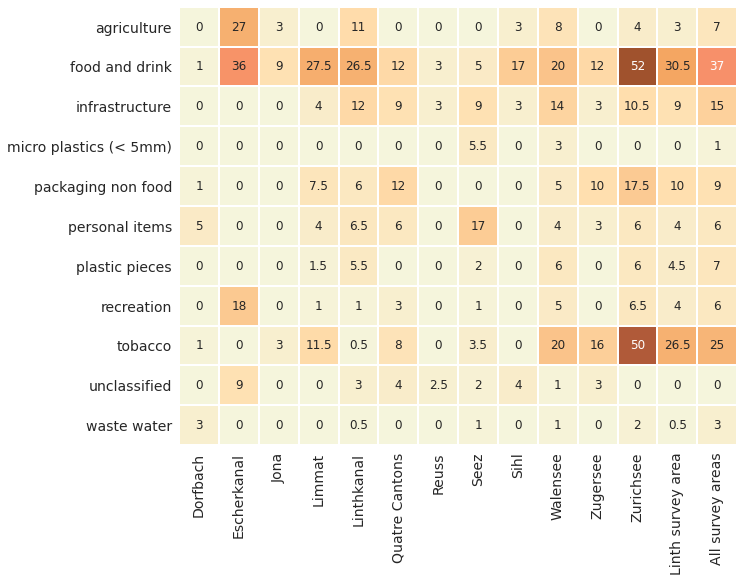 agriculture 0 27 3 0 11 0 0 0 3 8 0 4 3 7
food and drink 1 36 9 27.5 26.5 12 3 5 17 20 12 52 30.5 37
infrastructure 0 0 0 4 12 9 3 9 3 14 3 10.5 9 15
micro plastics (< 5mm) 0 0 0 0 0 0 0 5.5 0 3 0 0 0 1
packaging non food 1 0 0 7.5 6 12 0 0 0 5 10 17.5 10 9
personal items 5 0 0 4 6.5 6 0 17 0 4 3 6 4 6
plastic pieces 0 0 0 1.5 5.5 0 0 2 0 6 0 6 4.5 7
recreation 0 18 0 1 1 3 0 1 0 5 0 6.5 4 6
tobacco 1 0 3 11.5 0.5 8 0 3.5 0 20 16 50 26.5 25
unclassified 0 9 0 0 3 4 2.5 2 4 1 3 0 0 0
waste water 3 0 0 0 0.5 0 0 1 0 1 0 2 0.5 3
Dorfbach
Escherkanal
Jona
Limmat
Linthkanal
Quatre Cantons
Reuss
Seez
Sihl
Walensee
Zugersee
Zurichsee
Linth survey area
All survey areas